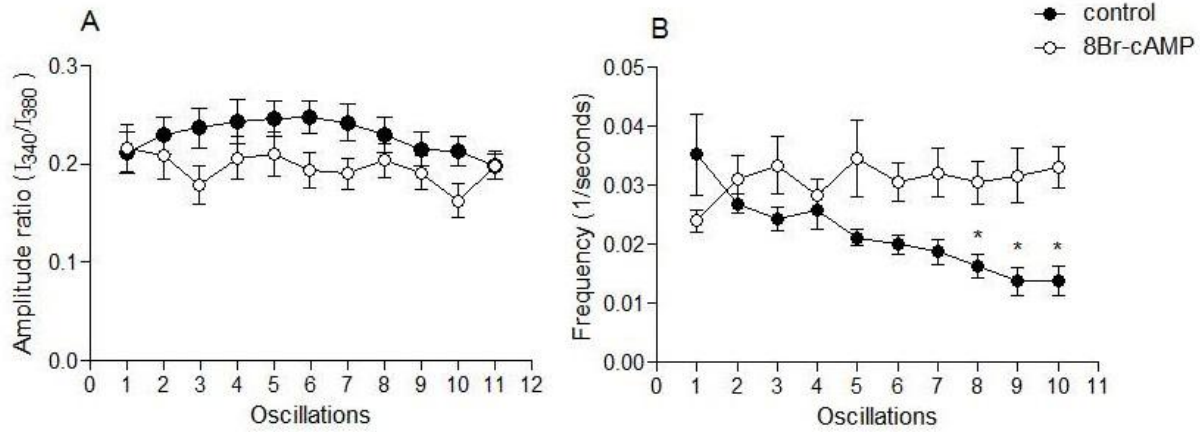 A
Amplitude ratio (I340/I380)
0.3
0.2
0.1
0.0
0 1 2 3 4 5 6 7 8 9 10 11 12
Oscillations
B
control
8Br-cAMP
Frequency (1/seconds)
0.05
0.04
0.03
0.02
0.01
0.00
* * *
0 1 2 3 4 5 6 7 8 9 10 11
Oscillations